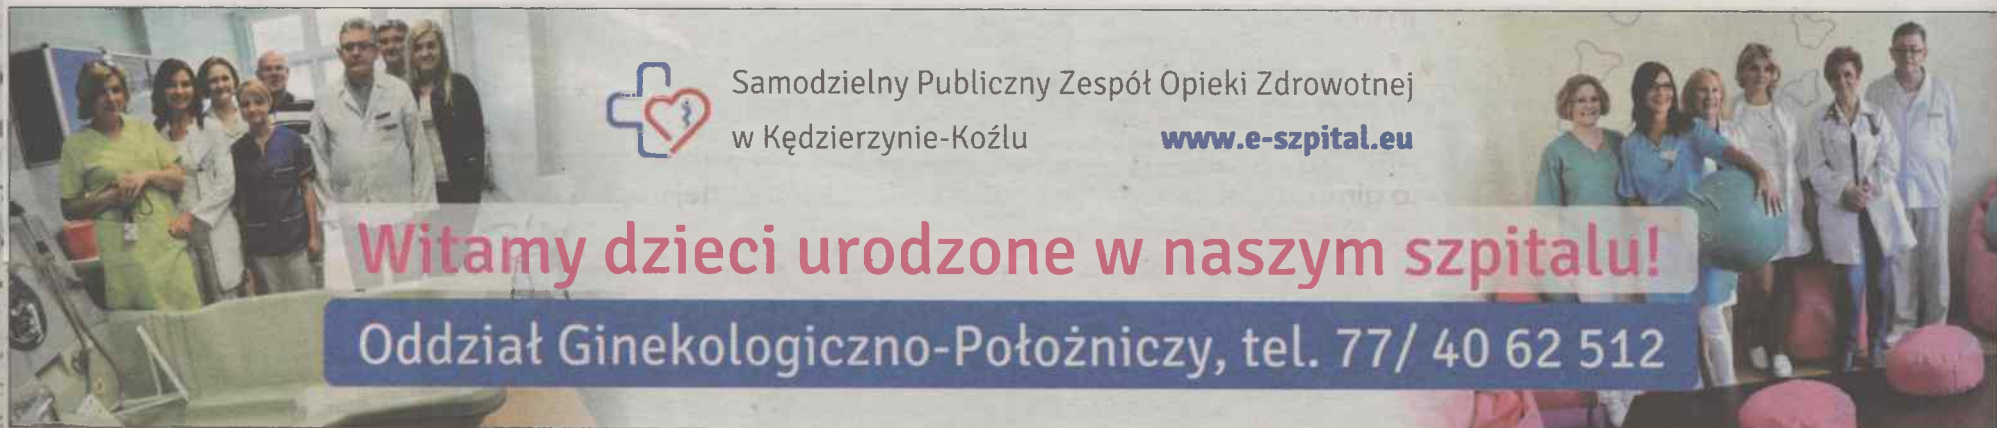 Samodzielny Publiczny Zespół Opieki Zdrowotnej
w Kędzierzynie-Koźlu www.e-szpital.eu
Witamy dzieci urodzone w naszym szpitalu!
Oddział Ginekologiczno-Położniczy, tel. 77/ 40 62 512